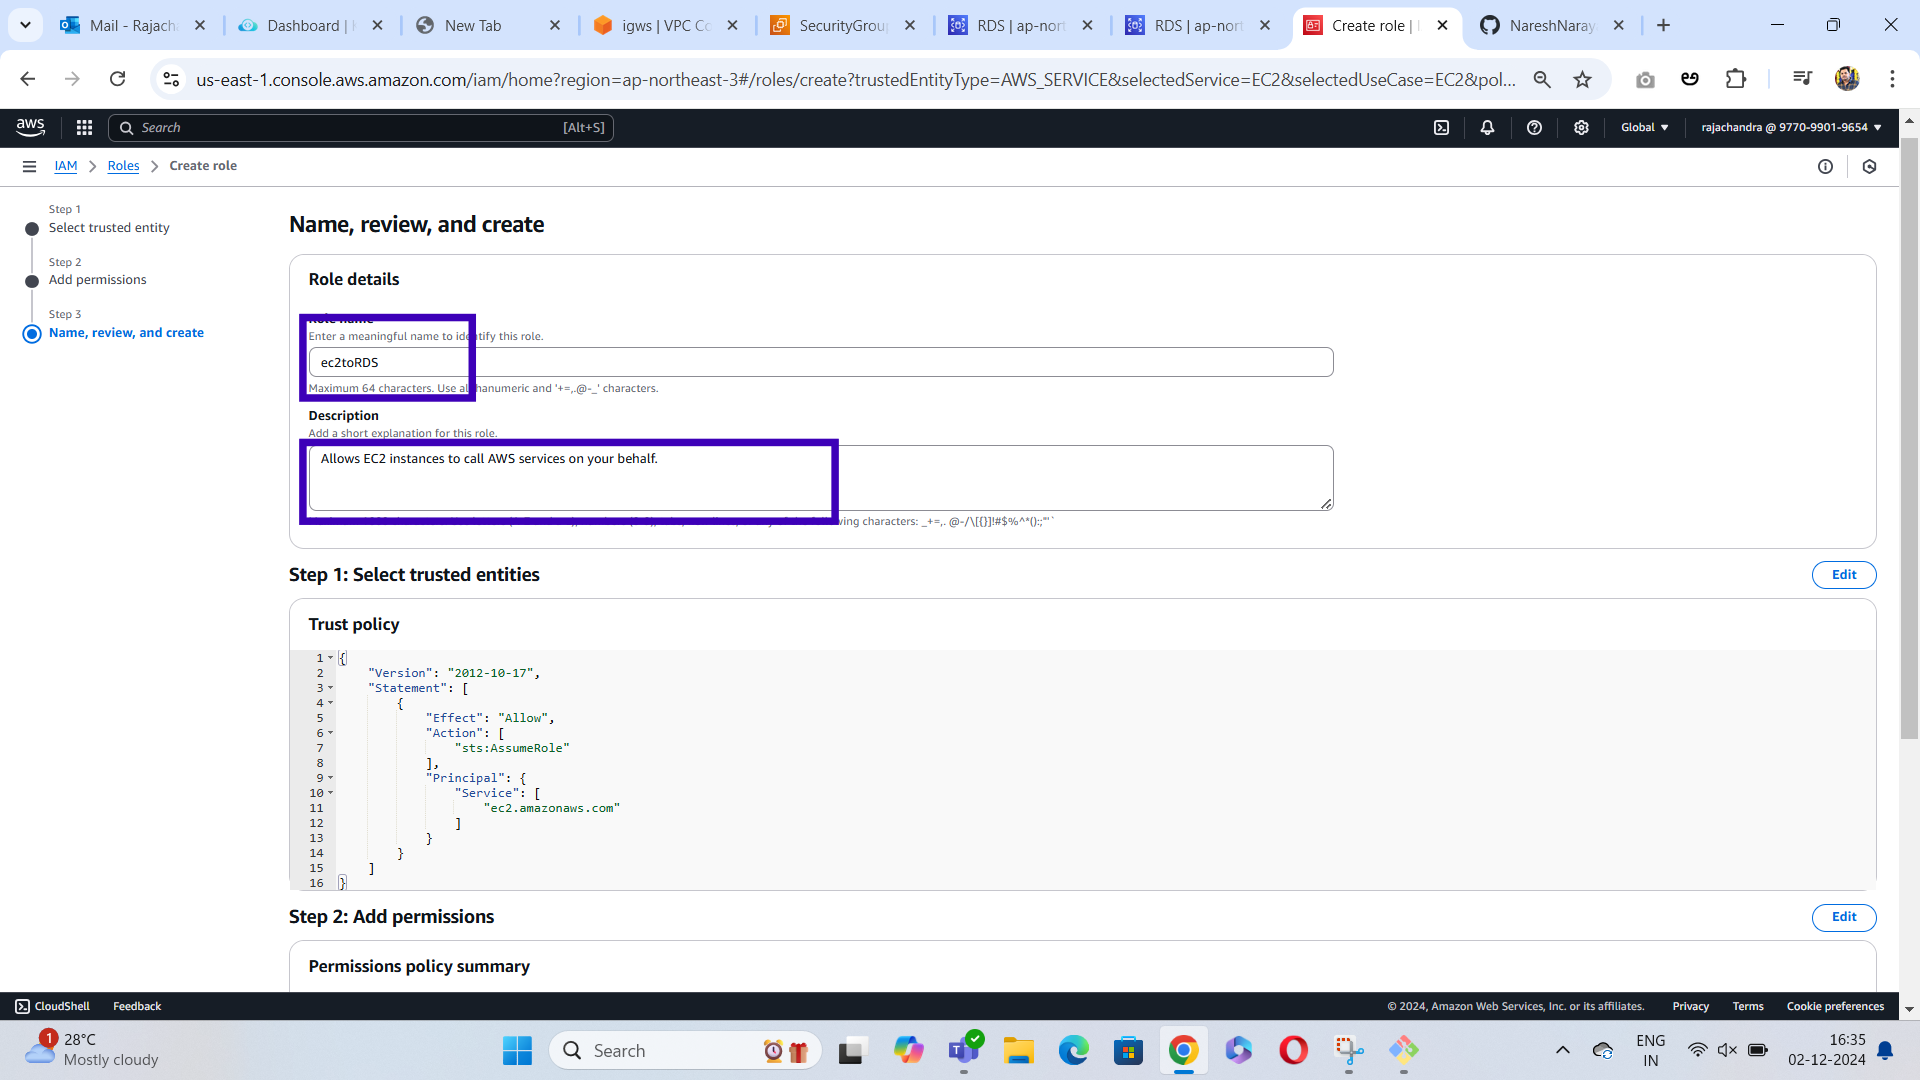 Mail - Rajacha
Dashboard |
New Tab
igws | VPC Co
SecurityGroup
RDS | ap-nort
RDS | ap-nort
Create role |
NareshNaray
us-east-1.console.aws.amazon.com/iam/home?region=ap-northeast-3#/roles/create?trustedEntityType=AWS_SERVICE&selectedService=EC2&selectedUseCase=EC2&pol...
aws
Search
[Alt+S]
Global
rajachandra @ 9770-9901-9654
IAM
Roles
Create role
Step 1
Select trusted entity
Step 2
Add permissions
Step 3
Name, review, and create
Name, review, and create
Role details
Role name
Enter a meaningful name to identify this role.
ec2toRDS
Maximum 64 characters. Use alphanumeric and '+=,.@-_' characters.
Description
Add a short explanation for this role.
Allows EC2 instances to call AWS services on your behalf.
characters: _+=,. @-/\[{}]!#$%^*();:"'`
Step 1: Select trusted entities
Edit
Trust policy
1 {
2 "Version": "2012-10-17",
3 "Statement": [
4 {
5 "Effect": "Allow",
6 "Action": [
7 "sts:AssumeRole"
8 ],
9 "Principal": {
10 "Service": [
11 "ec2.amazonaws.com"
12 ]
13 }
14 }
15 ]
16 }
Step 2: Add permissions
Edit
Permissions policy summary
CloudShell
Feedback
© 2024, Amazon Web Services, Inc. or its affiliates.
Privacy
Terms
Cookie preferences
1
28°C
Mostly cloudy
Search
ENG
IN
16:35
02-12-2024